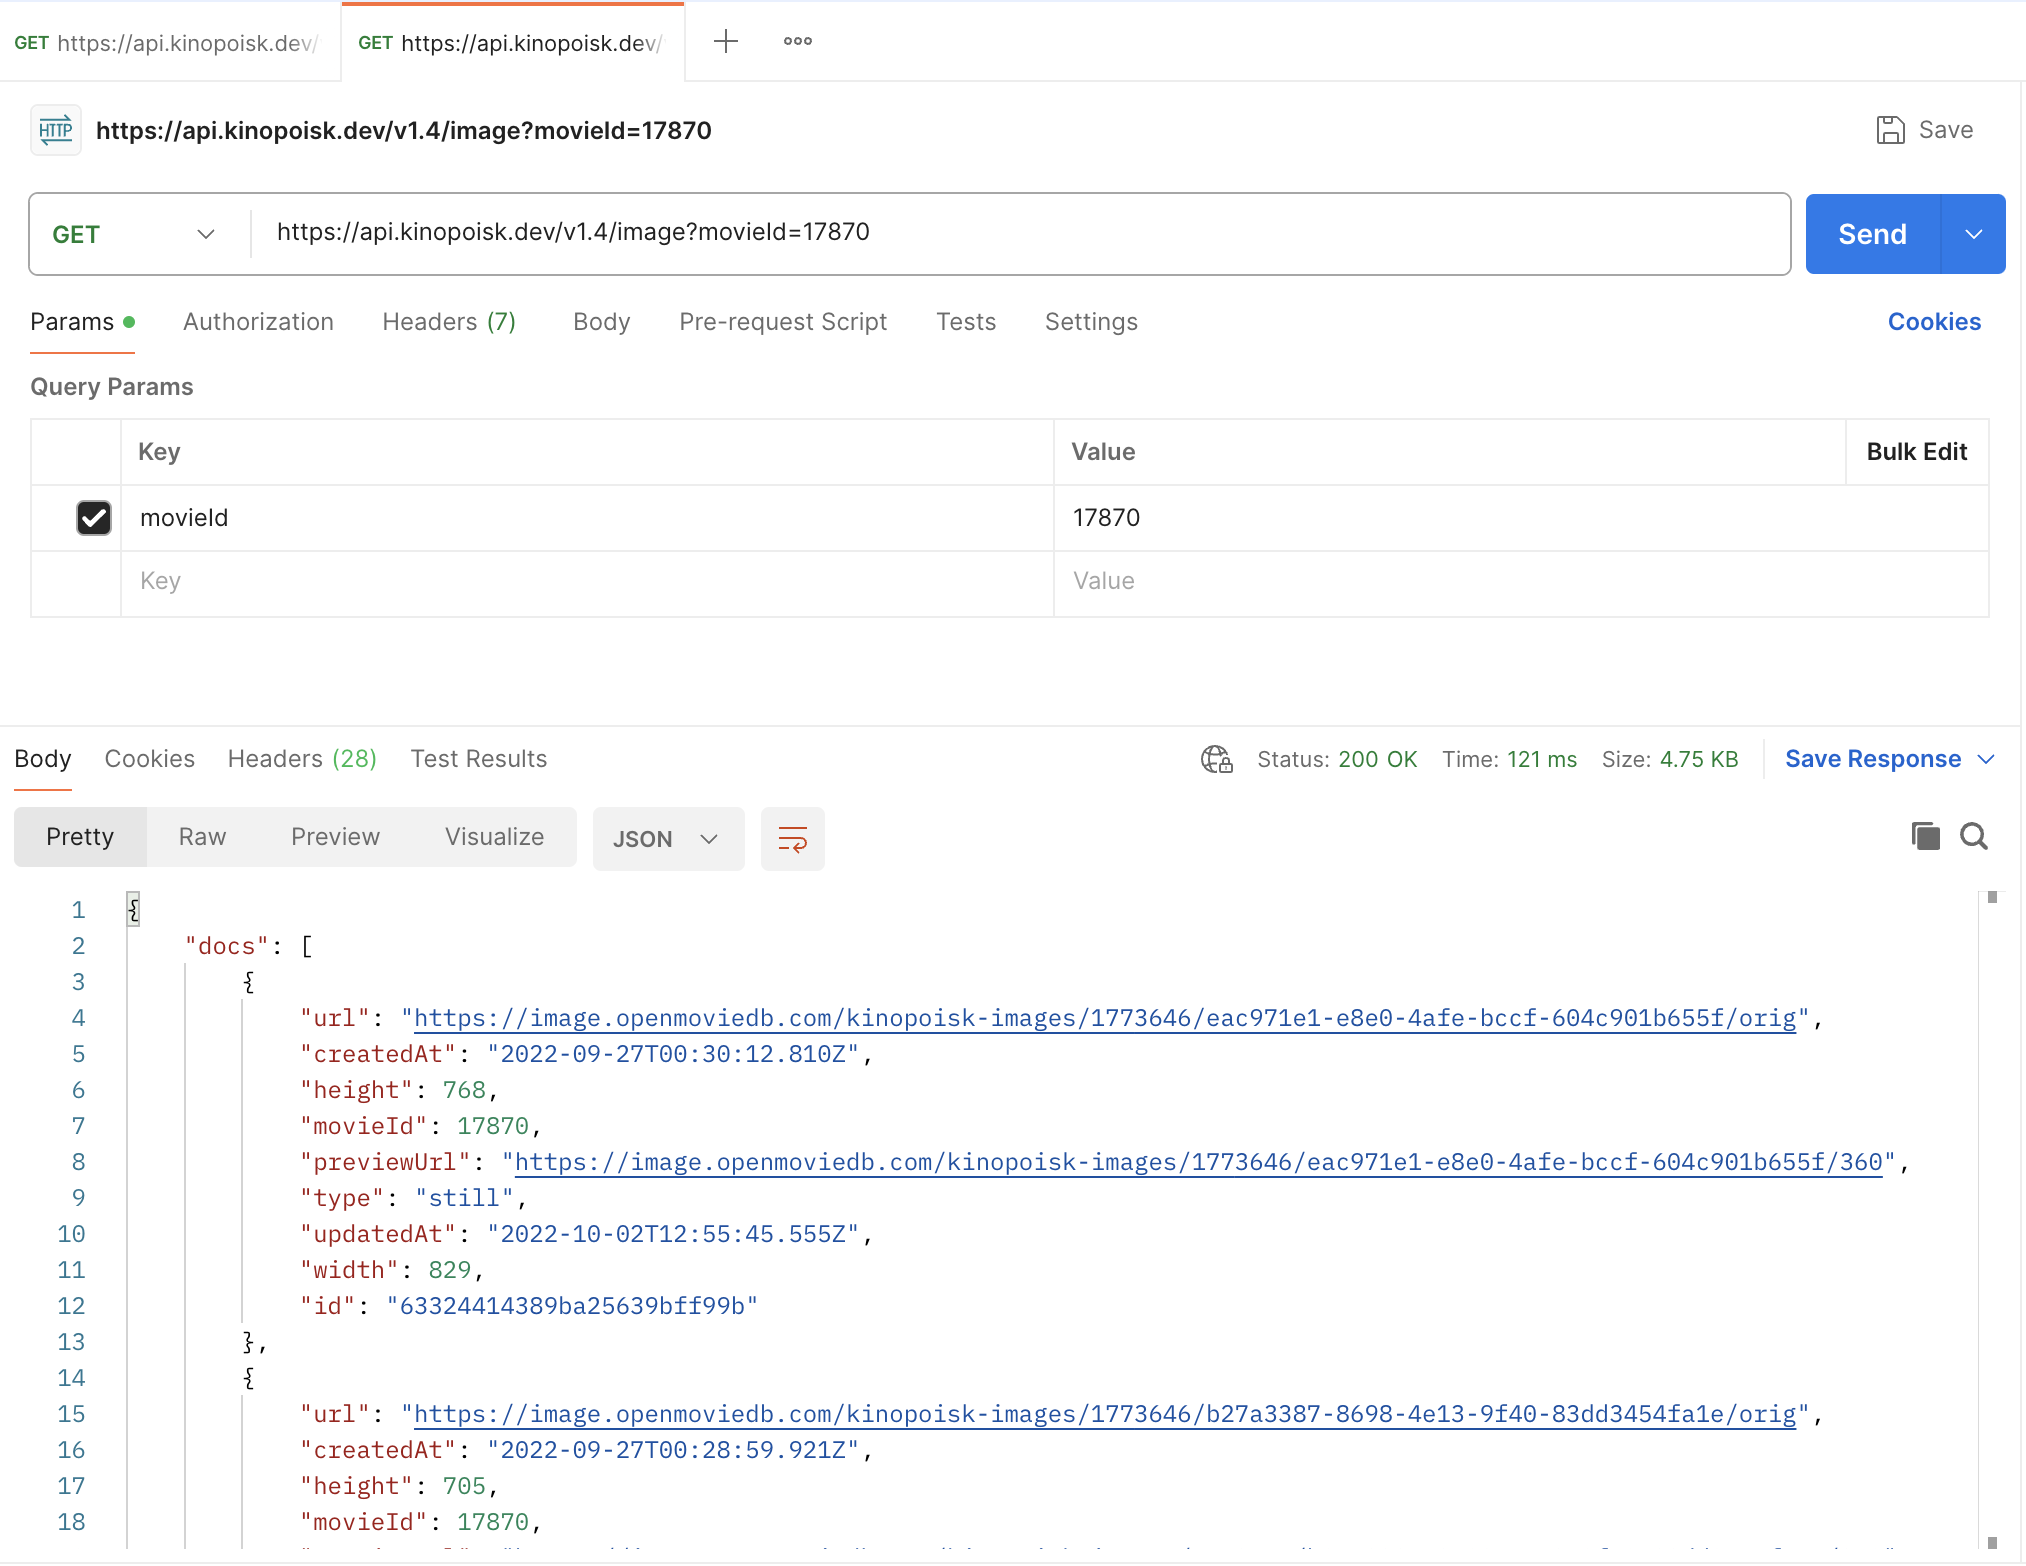 GET https://api.kinopoisk.dev/ GET https://api.kinopoisk.dev/
HTTP https://api.kinopoisk.dev/v1.4/image?movieId=17870 Save
GET https://api.kinopoisk.dev/v1.4/image?movieId=17870 Send
Params Authorization Headers (7) Body Pre-request Script Tests Settings Cookies
Query Params
Key Value Bulk Edit
movieId 17870
Key Value
Body Cookies Headers (28) Test Results Status: 200 OK Time: 121 ms Size: 4.75 KB Save Response
Pretty Raw Preview Visualize JSON
1 {
2 "docs": [
3 {
4 "url": "https://image.openmoviedb.com/kinopoisk-images/1773646/eac971e1-e8e0-4afe-bccf-604c901b655f/orig",
5 "createdAt": "2022-09-27T00:30:12.810Z",
6 "height": 768,
7 "movieId": 17870,
8 "previewUrl": "https://image.openmoviedb.com/kinopoisk-images/1773646/eac971e1-e8e0-4afe-bccf-604c901b655f/360",
9 "type": "still",
10 "updatedAt": "2022-10-02T12:55:45.555Z",
11 "width": 829,
12 "id": "63324414389ba25639bff99b"
13 },
14 {
15 "url": "https://image.openmoviedb.com/kinopoisk-images/1773646/b27a3387-8698-4e13-9f40-83dd3454fa1e/orig",
16 "createdAt": "2022-09-27T00:28:59.921Z",
17 "height": 705,
18 "movieId": 17870,